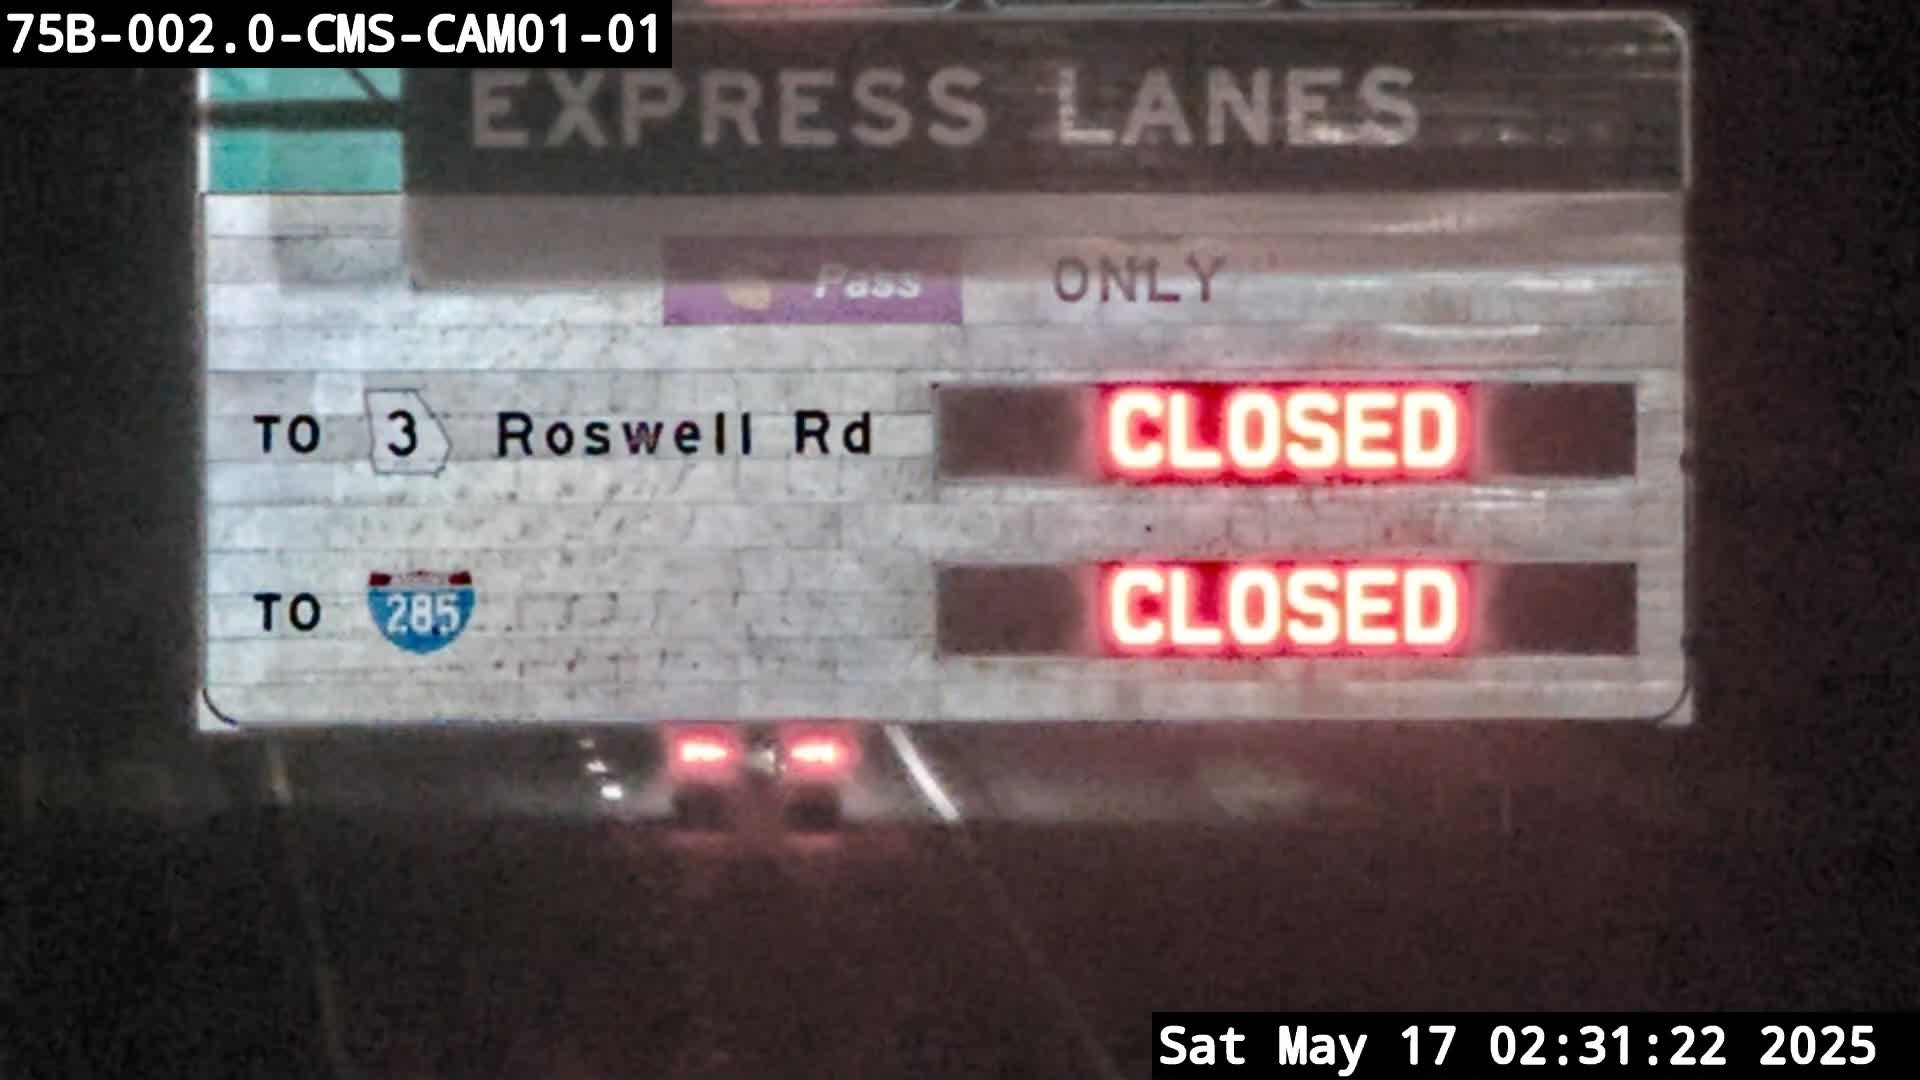 75B-002.0-CMS-CAM01-01
EXPRESS LANES
Pass ONLY
TO 3 Roswell Rd CLOSED
TO 285 CLOSED
Sat May 17 02:31:22 2025